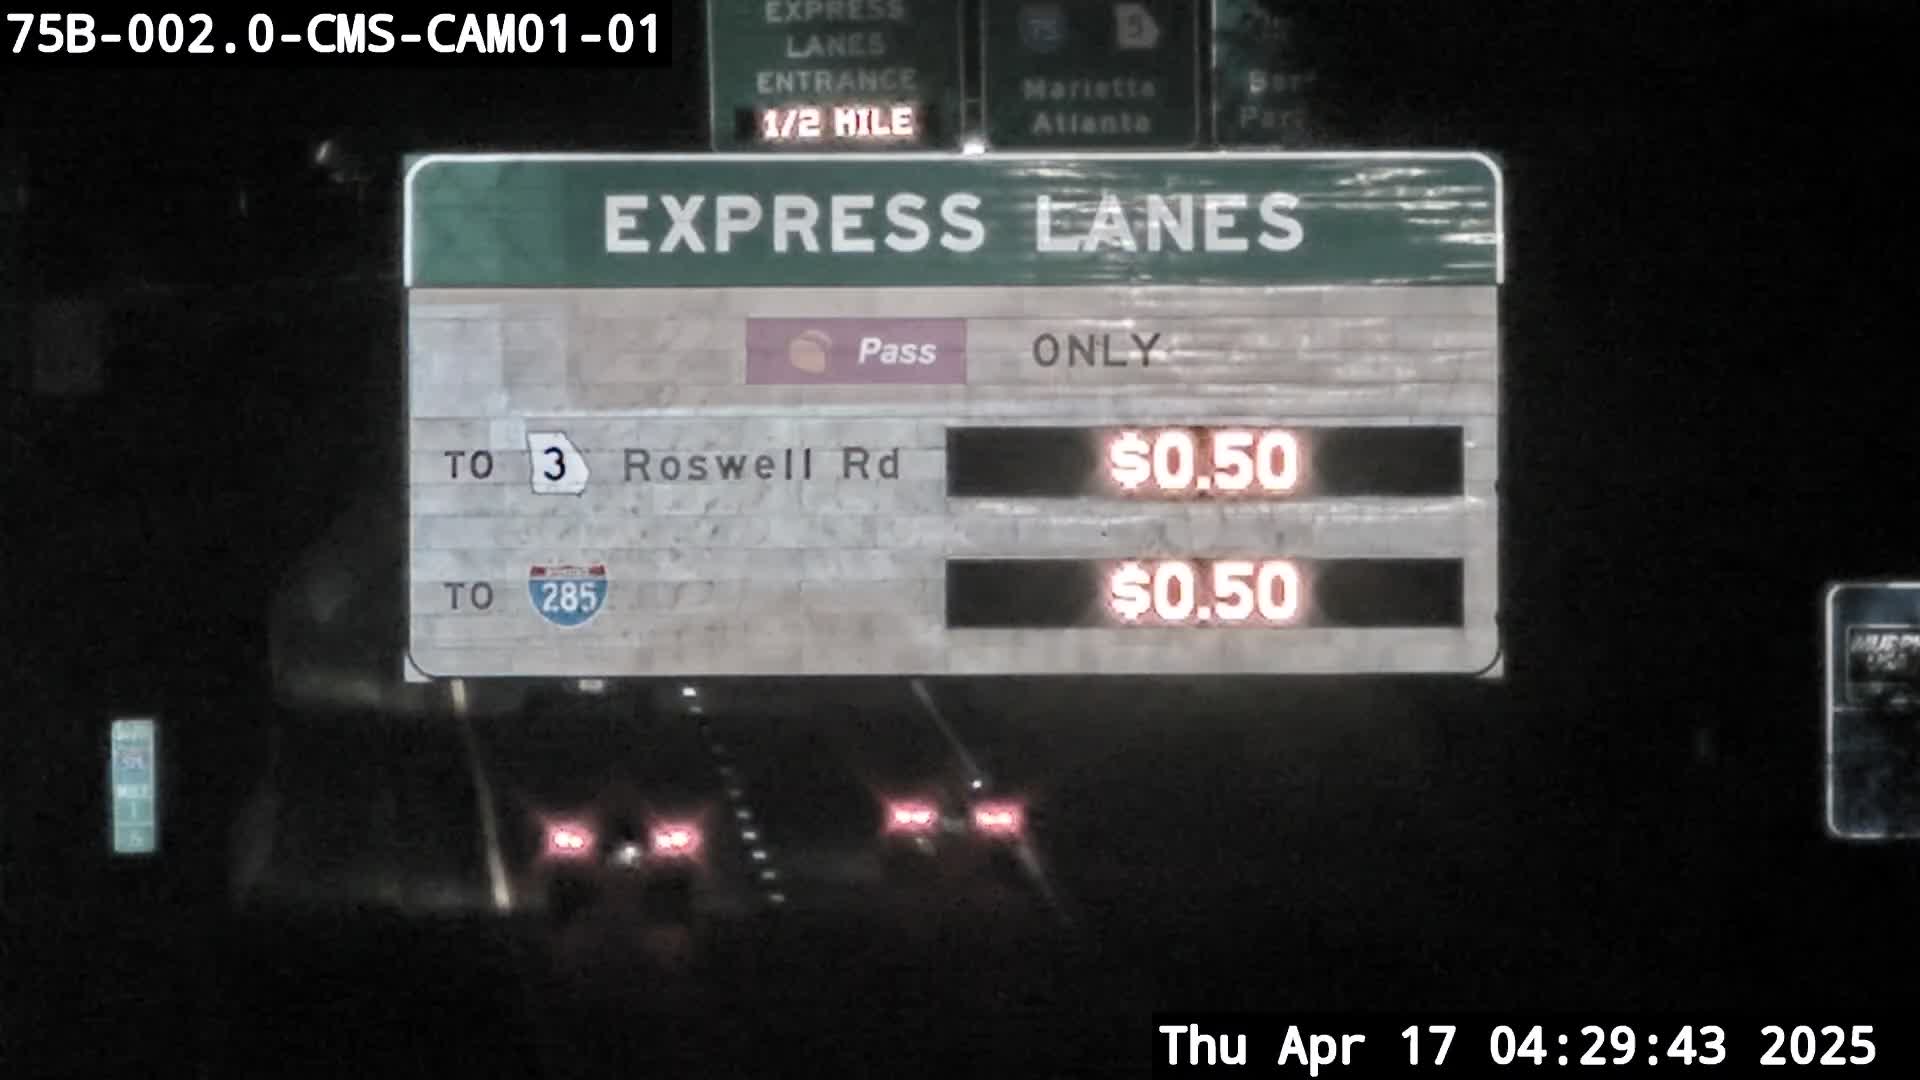 75B-002.0-CMS-CAM01-01
EXPRESS
LANES
ENTRANCE
1/2 MILE
75
Marietta
Atlanta
EXPRESS LANES
Pass ONLY
TO 3 Roswell Rd $0.50
TO 285 $0.50
MILE
Thu Apr 17 04:29:43 2025